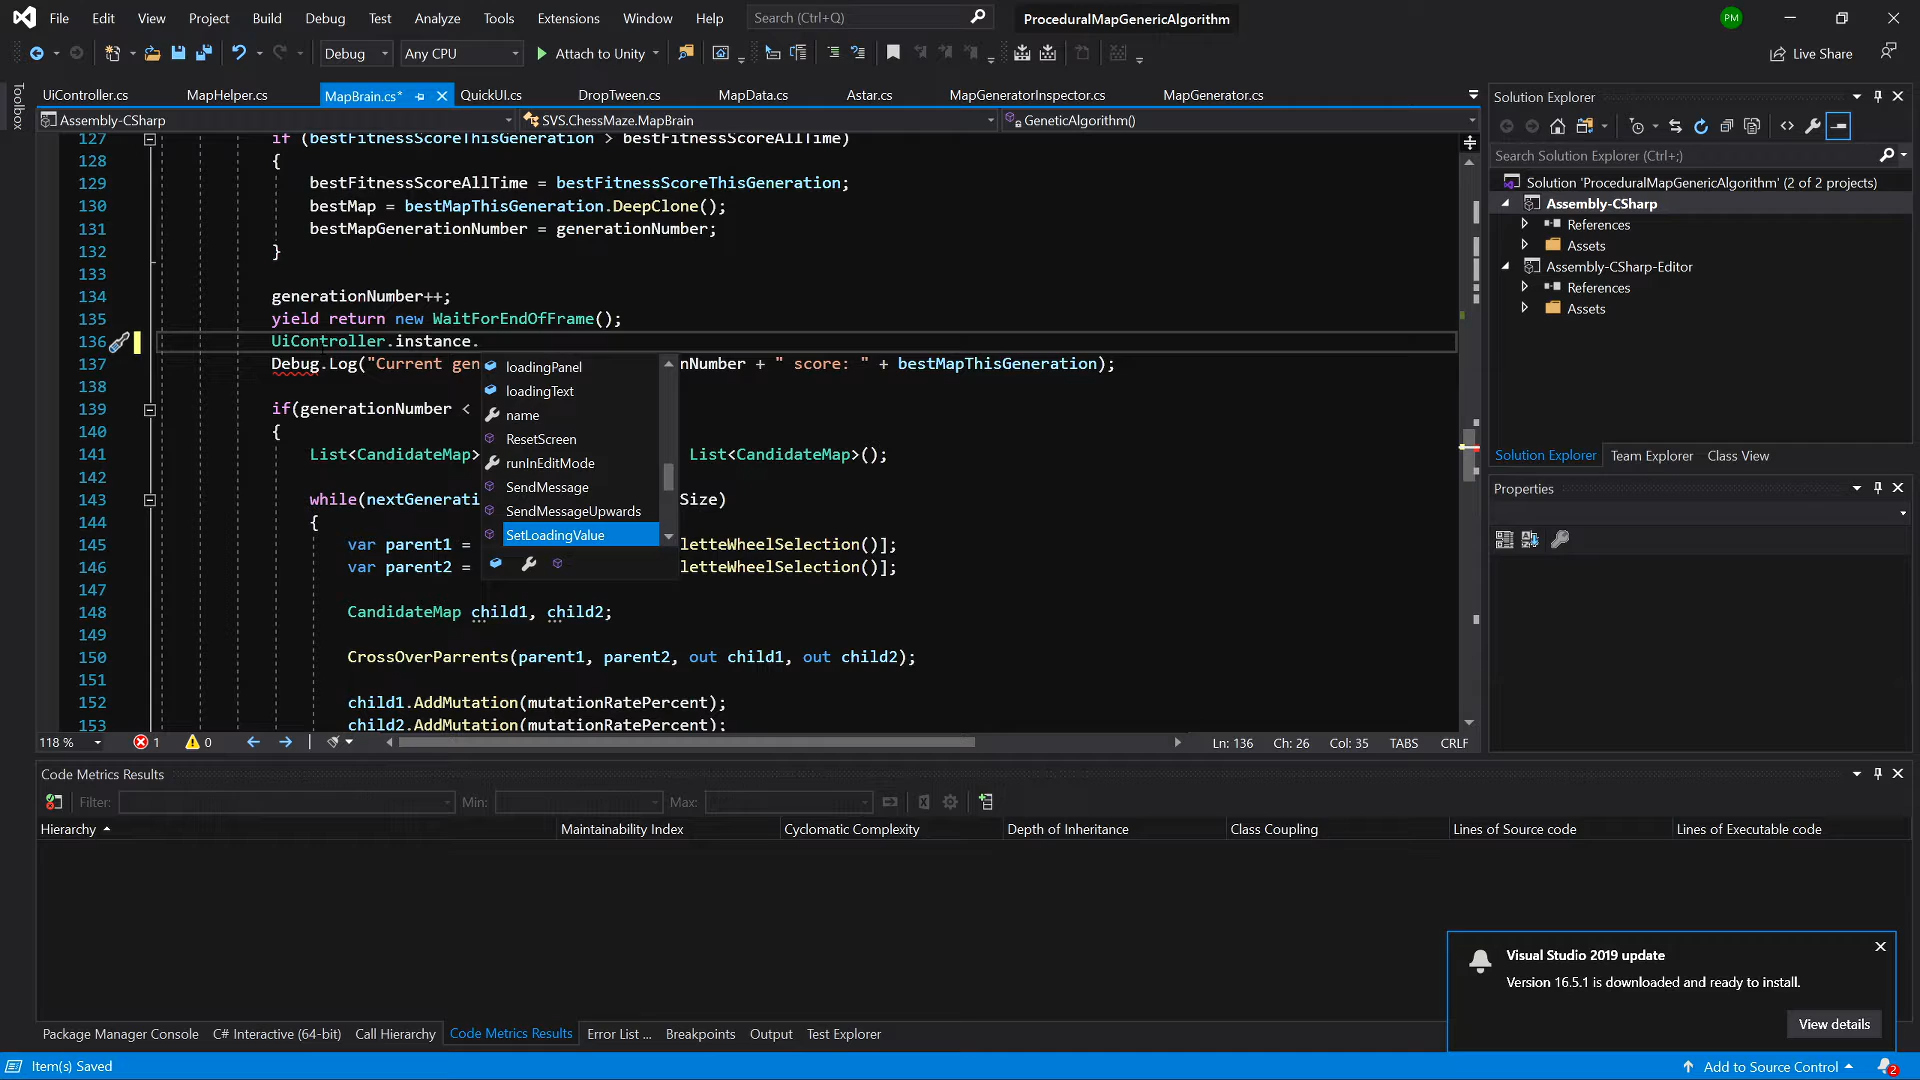 File Edit View Project Build Debug Test Analyze Tools Extensions Window Help Search (Ctrl+Q) ProceduralMapGenericAlgorithm PM
Debug Any CPU Attach to Unity Live Share
Toolbox
UiController.cs MapBrain.cs* MapHelper.cs QuickUI.cs DropTween.cs MapData.cs Astar.cs MapGeneratorInspector.cs MapGenerator.cs
Assembly-CSharp SVS.ChessMaze.MapBrain GeneticAlgorithm()
127 if (bestFitnessScoreThisGeneration > bestFitnessScoreAllTime)
128 {
129 bestFitnessScoreAllTime = bestFitnessScoreThisGeneration;
130 bestMap = bestMapThisGeneration.DeepClone();
131 bestMapGenerationNumber = generationNumber;
132 }
133
134 generationNumber++;
135 yield return new WaitForEndOfFrame();
136 UiController.instance.
137 Debug.Log("Current gen nNumber + " score: " + bestMapThisGeneration);
138
139 if(generationNumber <
140 {
141 List<CandidateMap> List<CandidateMap>();
142
143 while(nextGenerati Size)
144 {
145 var parent1 = letteWheelSelection()];
146 var parent2 = letteWheelSelection()];
147
148 CandidateMap child1, child2;
149
150 CrossOverParrents(parent1, parent2, out child1, out child2);
151
152 child1.AddMutation(mutationRatePercent);
153 child2.AddMutation(mutationRatePercent);
loadingPanel
loadingText
name
ResetScreen
runInEditMode
SendMessage
SendMessageUpwards
SetLoadingValue
118 % 1 0 Ln: 136 Ch: 26 Col: 35 TABS CRLF
Solution Explorer
Search Solution Explorer (Ctrl+;)
Solution 'ProceduralMapGenericAlgorithm' (2 of 2 projects)
Assembly-CSharp
References
Assets
Assembly-CSharp-Editor
References
Assets
Solution Explorer Team Explorer Class View
Properties
Code Metrics Results
Filter: Min: Max:
Hierarchy Maintainability Index Cyclomatic Complexity Depth of Inheritance Class Coupling Lines of Source code Lines of Executable code
Visual Studio 2019 update
Version 16.5.1 is downloaded and ready to install.
View details
Package Manager Console C# Interactive (64-bit) Call Hierarchy Code Metrics Results Error List ... Breakpoints Output Test Explorer
Item(s) Saved Add to Source Control 2